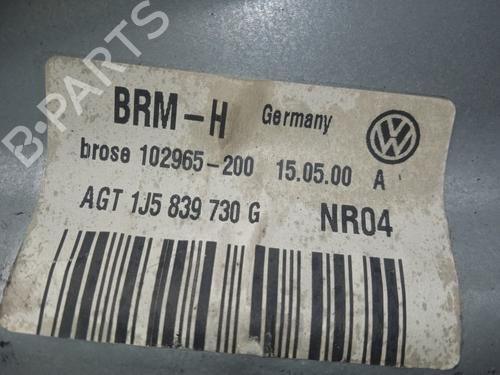 BRM-H Germany
brose 102965-200 15.05.00 A
AGT 1J5 839 730 G NR04
B-PARTS